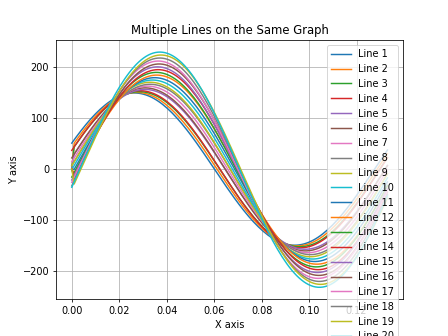 Multiple Lines on the Same Graph
Y axis
200
100
0
−100
−200
0.00
0.02
0.04
0.06
0.08
0.10
X axis
Line 1
Line 2
Line 3
Line 4
Line 5
Line 6
Line 7
Line 8
Line 9
Line 10
Line 11
Line 12
Line 13
Line 14
Line 15
Line 16
Line 17
Line 18
Line 19
Line 20